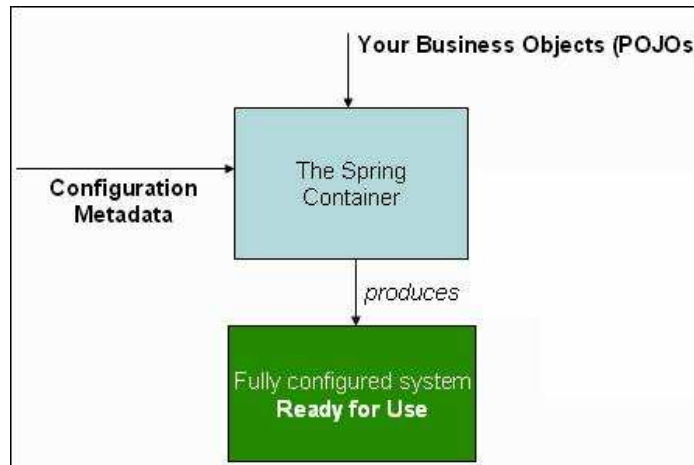 Your Business Objects (POJOs
The Spring
Container
Configuration
Metadata
produces
Fully configured system
Ready for Use